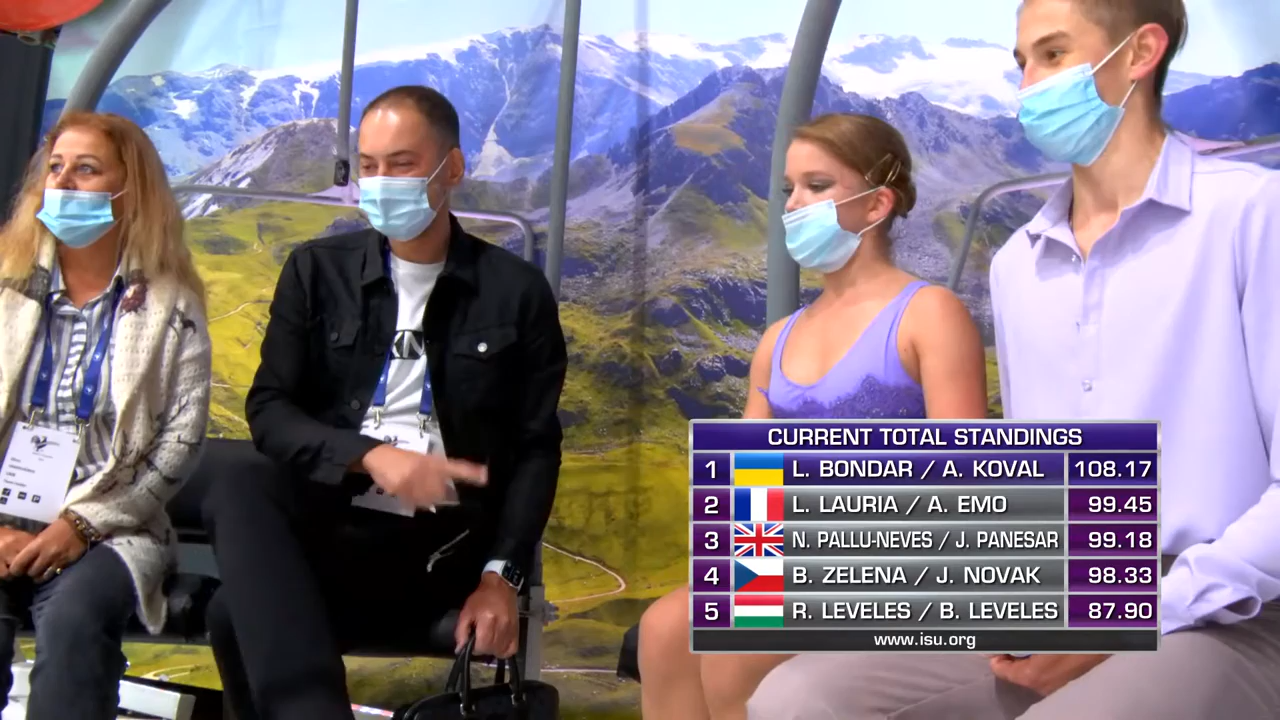 CURRENT TOTAL STANDINGS
1 L. BONDAR / A. KOVAL 108.17
2 L. LAURIA / A. EMO 99.45
3 N. PALLU-NEVES / J. PANESAR 99.18
4 B. ZELENA / J. NOVAK 98.33
5 R. LEVELES / B. LEVELES 87.90
www.isu.org